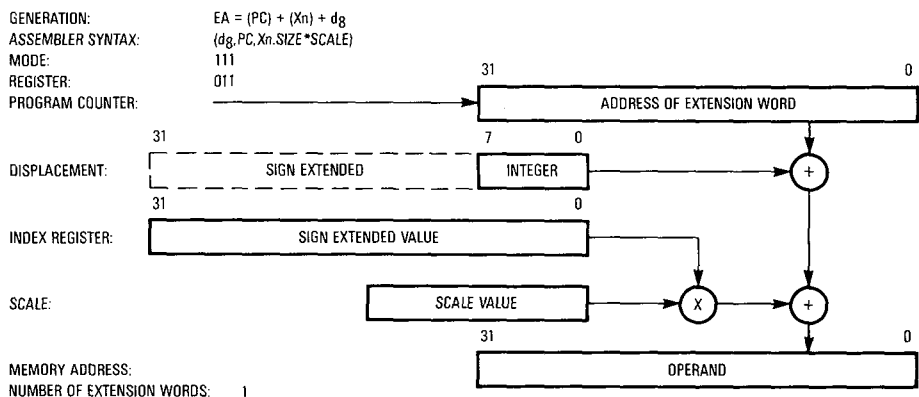 GENERATION: EA = (PC) + (Xn) + d8
ASSEMBLER SYNTAX: (d8,PC,Xn.SIZE*SCALE)
MODE: 111
REGISTER: 011
31 0
PROGRAM COUNTER: ADDRESS OF EXTENSION WORD
31 7 0
DISPLACEMENT: SIGN EXTENDED INTEGER +
31 0
INDEX REGISTER: SIGN EXTENDED VALUE
SCALE: SCALE VALUE X +
31 0
MEMORY ADDRESS: OPERAND
NUMBER OF EXTENSION WORDS: 1